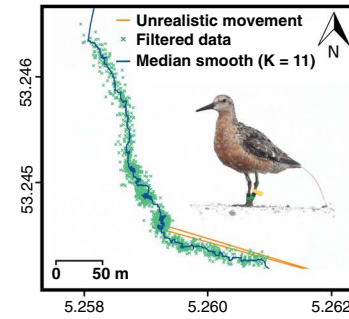 Unrealistic movement
Filtered data
Median smooth (K = 11)
N
53.246
53.245
0 50 m
5.258 5.260 5.262